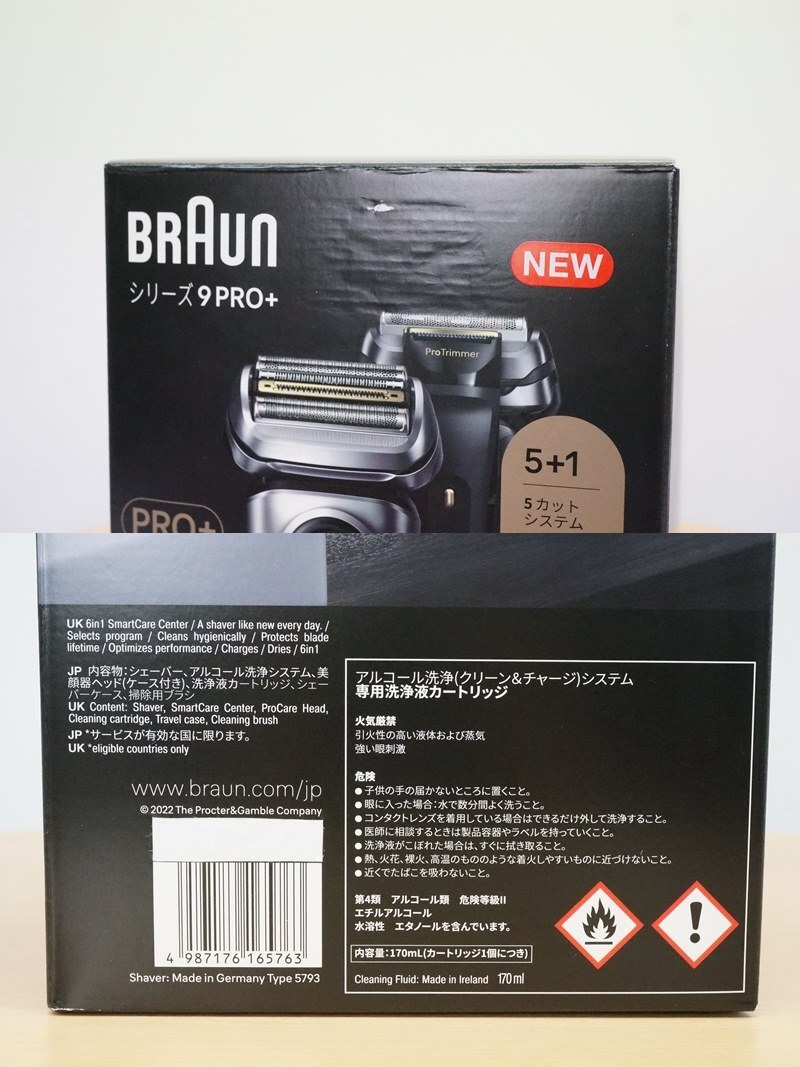 BRAUN
シリーズ9 PRO+
NEW
ProTrimmer
5+1
5 カット
システム
PRO+
UK 6in1 SmartCare Center / A shaver like new every day. /
Selects program / Cleans hygienically / Protects blade
lifetime / Optimizes performance / Charges / Dries / 6in1
JP 内容物:シェーバー、アルコール洗浄システム、美
顔器ヘッド(ケース付き)、洗浄液カートリッジ、シェー
バーケース、掃除用ブラシ
UK Content: Shaver, SmartCare Center, ProCare Head,
Cleaning cartridge, Travel case, Cleaning brush
JP *サービスが有効な国に限ります。
UK *eligible countries only
www.braun.com/jp
© 2022 The Procter&Gamble Company
4 987176 165763
Shaver: Made in Germany Type 5793
アルコール洗浄(クリーン&チャージ)システム
専用洗浄液カートリッジ
火気厳禁
引火性の高い液体および蒸気
強い眼刺激
危険
●子供の手の届かないところに置くこと。
●眼に入った場合:水で数分間よく洗うこと。
●コンタクトレンズを着用している場合はできるだけ外して洗浄すること。
●医師に相談するときは製品容器やラベルを持っていくこと。
●洗浄液がこぼれた場合は、すぐに拭き取ること。
●熱、火花、裸火、高温のもののような着火しやすいものに近づけないこと。
●近くでたばこを吸わないこと。
第4類 アルコール類 危険等級II
エチルアルコール
水溶性 エタノールを含んでいます。
内容量:170mL(カートリッジ1個につき)
Cleaning Fluid: Made in Ireland 170 ml